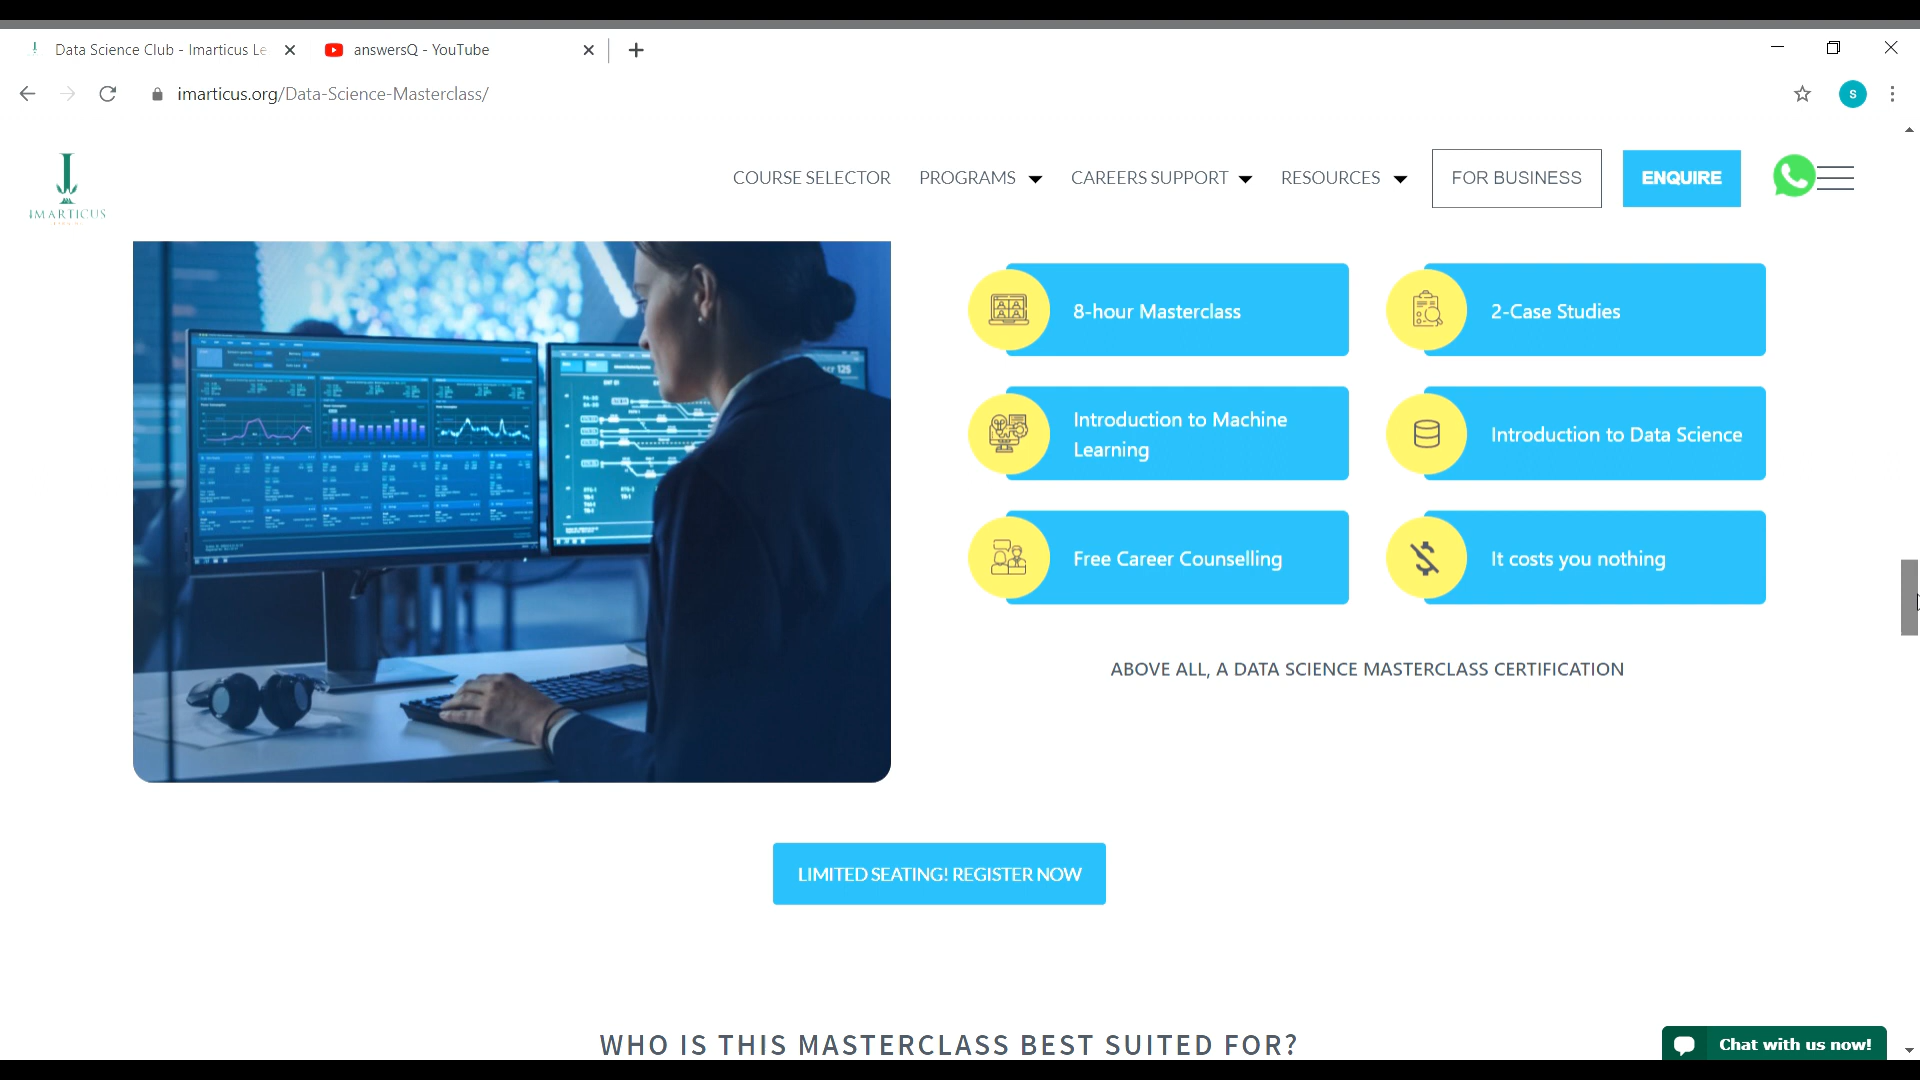 Data Science Club - Imarticus Le
answersQ - YouTube
imarticus.org/Data-Science-Masterclass/
S
IMARTICUS
COURSE SELECTOR
PROGRAMS
CAREERS SUPPORT
RESOURCES
FOR BUSINESS
ENQUIRE
8-hour Masterclass
2-Case Studies
Introduction to Machine
Learning
Introduction to Data Science
Free Career Counselling
It costs you nothing
ABOVE ALL, A DATA SCIENCE MASTERCLASS CERTIFICATION
LIMITED SEATING! REGISTER NOW
WHO IS THIS MASTERCLASS BEST SUITED FOR?
Chat with us now!